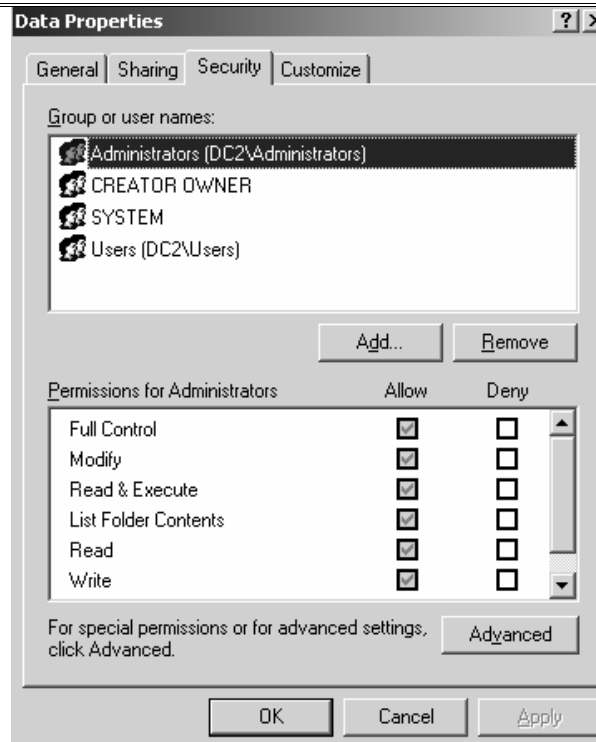 Data Properties
General Sharing Security Customize
Group or user names:
Administrators (DC2\Administrators)
CREATOR OWNER
SYSTEM
Users (DC2\Users)
Add... Remove
Permissions for Administrators Allow Deny
Full Control
Modify
Read & Execute
List Folder Contents
Read
Write
For special permissions or for advanced settings,
click Advanced.
Advanced
OK Cancel Apply